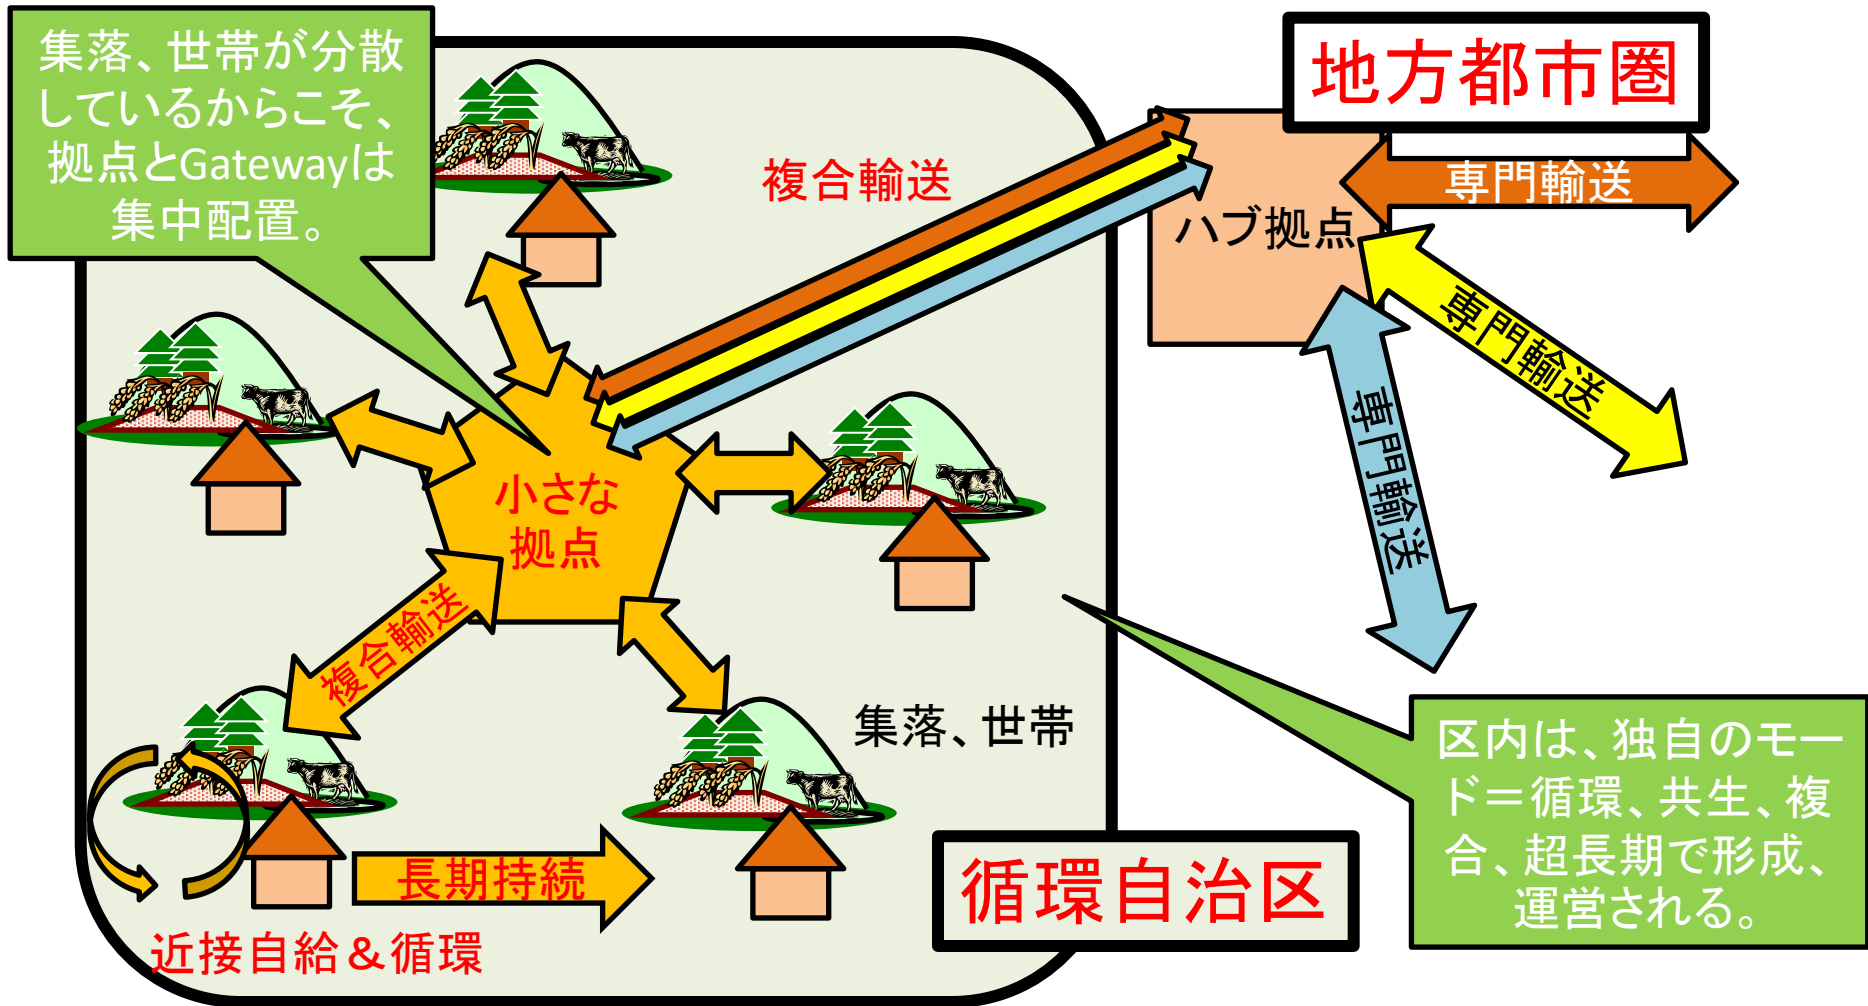 集落、世帯が分散
しているからこそ、
拠点とGatewayは
集中配置。
地方都市圏
複合輸送
専門輸送
ハブ拠点
専門輸送
専門輸送
小さな
拠点
複合輸送
集落、世帯
区内は、独自のモー
ド＝循環、共生、複
合、超長期で形成、
運営される。
長期持続
循環自治区
近接自給＆循環